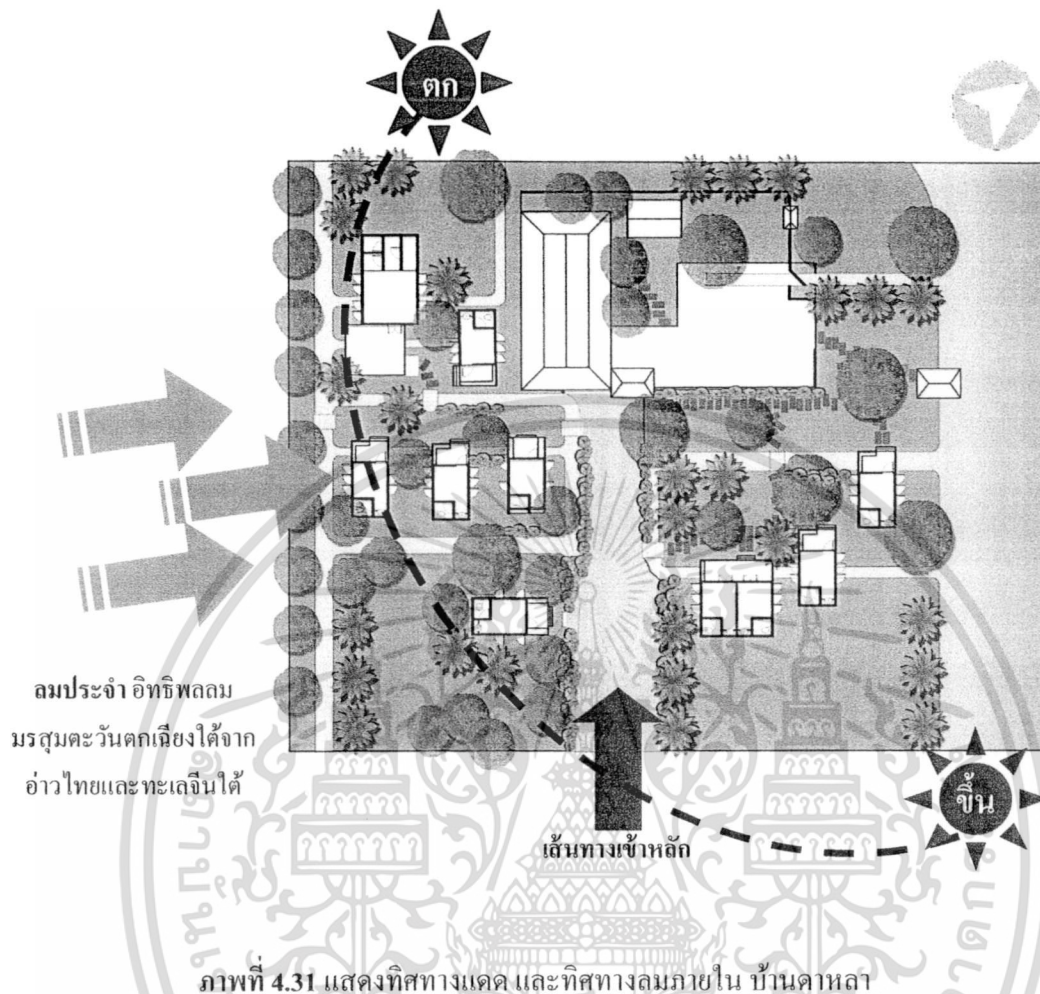 ตก
ลมประจำ อิทธิพลลม
มรสุมตะวันตกเฉียงใต้จาก
อ่าวไทยและทะเลจีนใต้
ขึ้น
เส้นทางเข้าหลัก
ภาพที่ 4.31 แสดงทิศทางแดด และทิศทางลมภายใน บ้านดาหลา